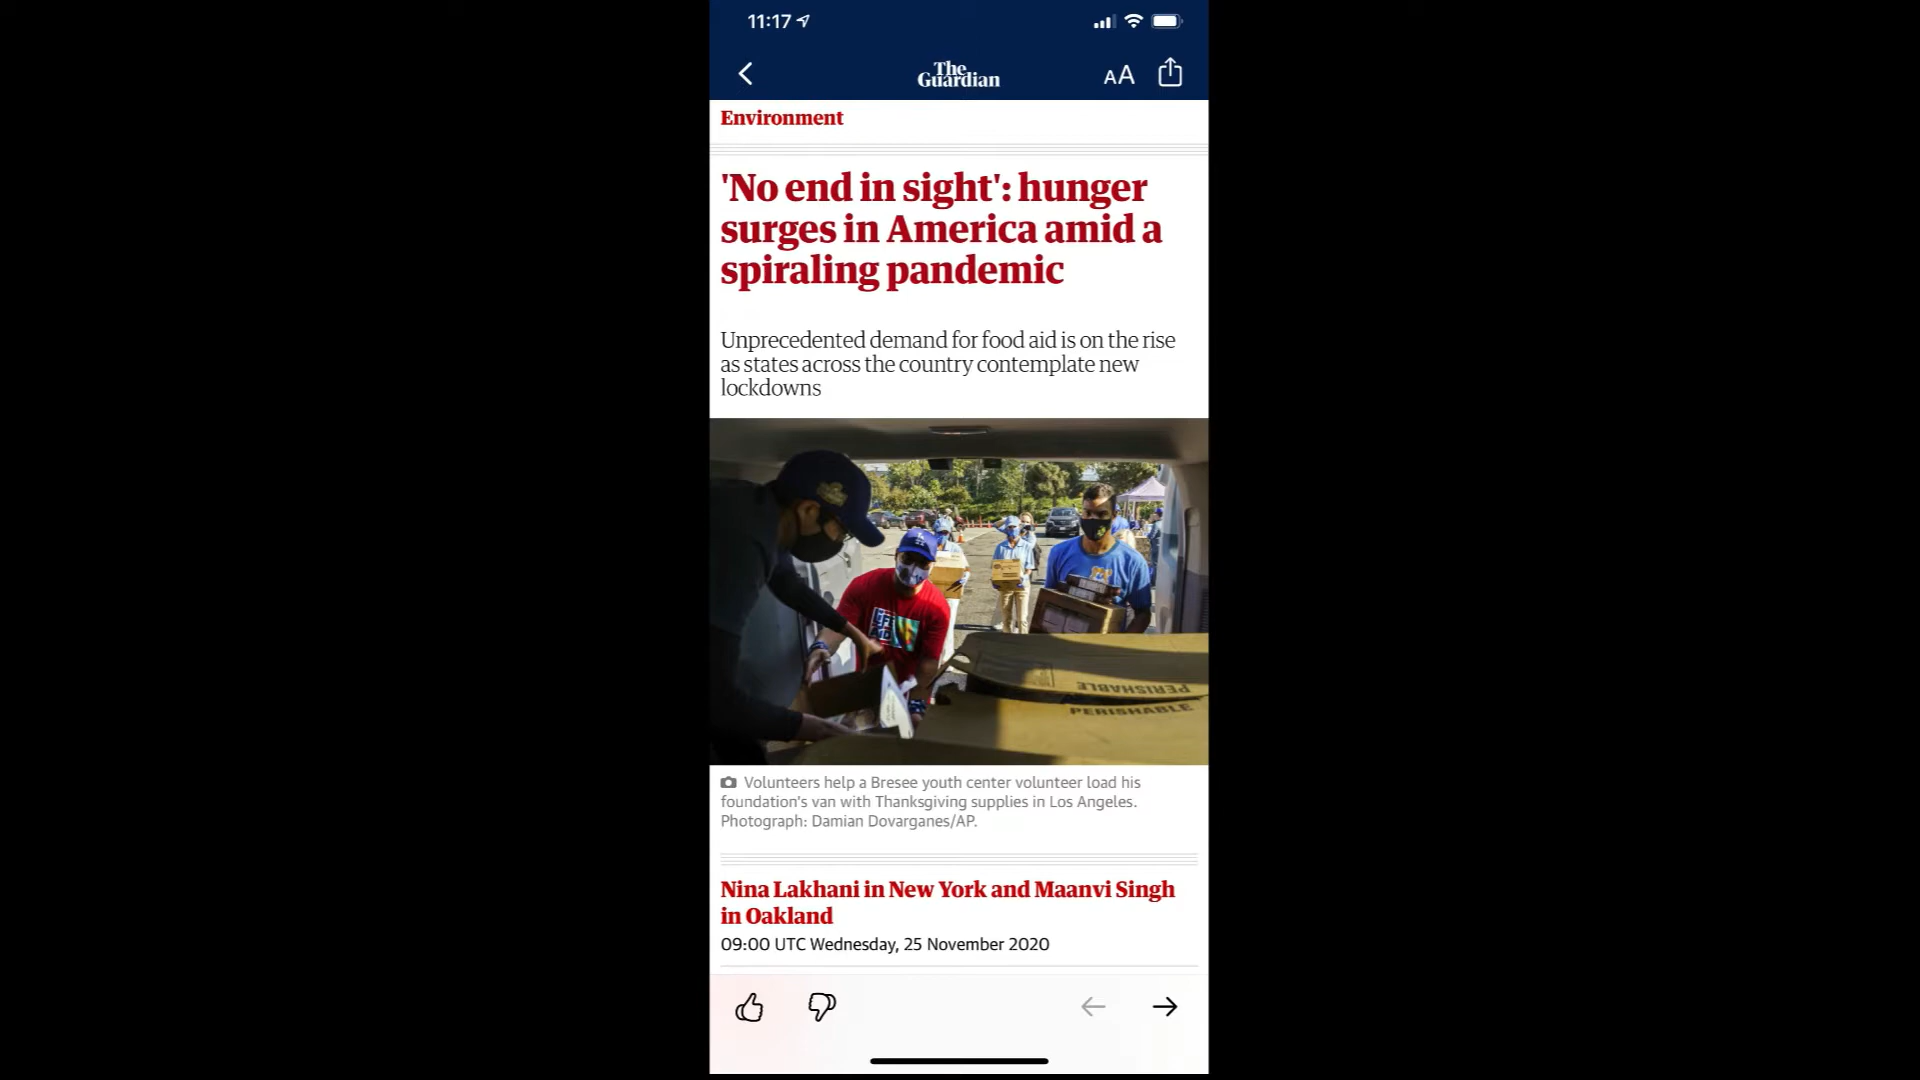 11:17
The
Guardian
AA
Environment
'No end in sight': hunger
surges in America amid a
spiraling pandemic
Unprecedented demand for food aid is on the rise
as states across the country contemplate new
lockdowns
PERISHABLE
PERISHABLE
Volunteers help a Bresee youth center volunteer load his
foundation's van with Thanksgiving supplies in Los Angeles.
Photograph: Damian Dovarganes/AP.
Nina Lakhani in New York and Maanvi Singh
in Oakland
09:00 UTC Wednesday, 25 November 2020